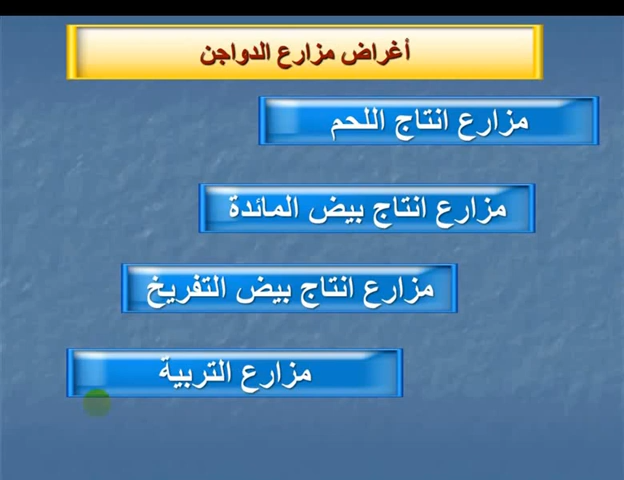 أغراض مزارع الدواجن
مزارع انتاج اللحم
مزارع انتاج بيض المائدة
مزارع انتاج بيض التفريخ
مزارع التربية